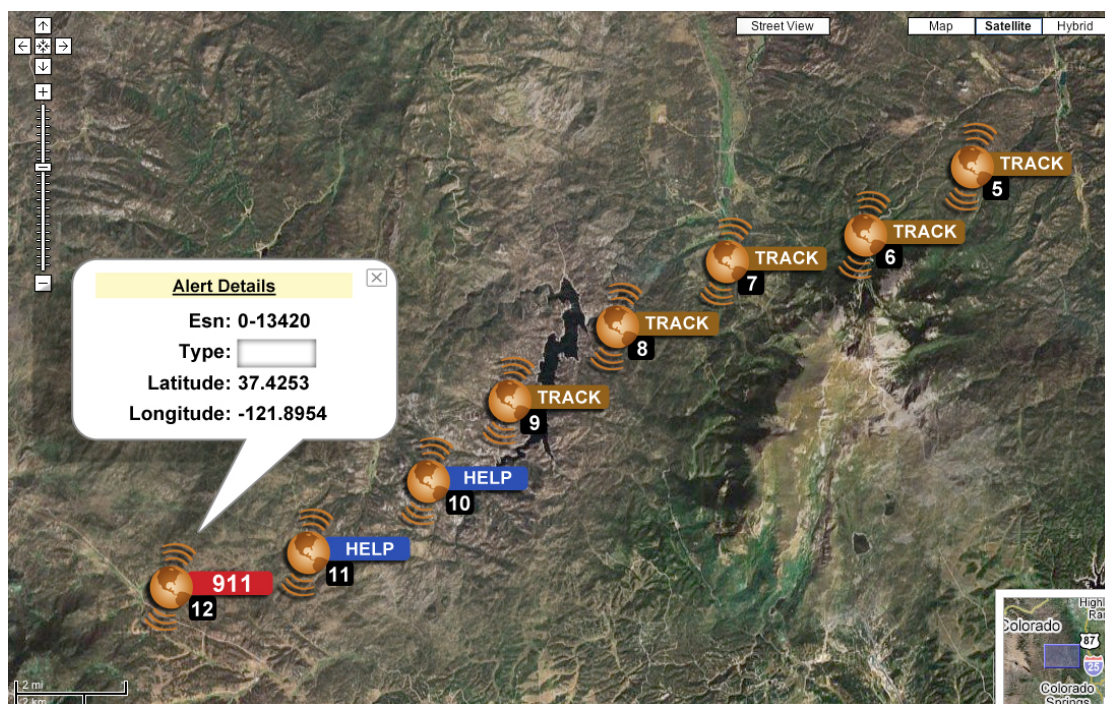 Street View
Map Satellite Hybrid
TRACK
5
TRACK
6
TRACK
7
TRACK
8
TRACK
9
HELP
10
HELP
11
911
12
Alert Details
Esn: 0-13420
Type:
Latitude: 37.4253
Longitude: -121.8954
2 mi
2 km
Colorado
87
25
Colorado
Springs